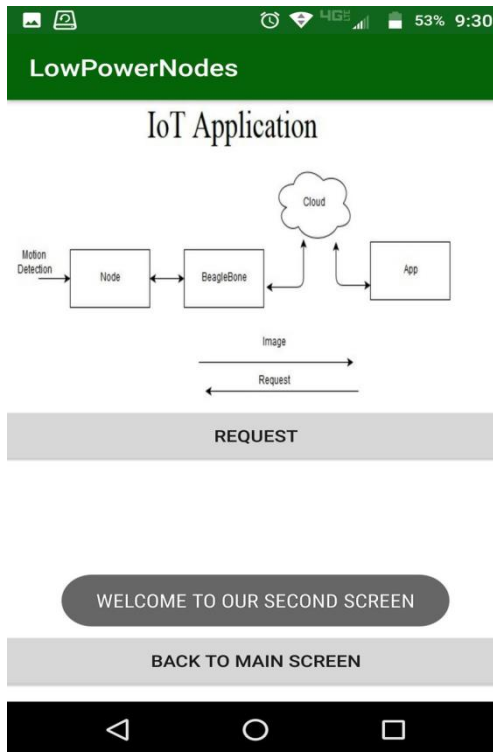 4G 53% 9:30
LowPowerNodes
IoT Application
Cloud
Motion
Detection
Node
BeagleBone
App
Image
Request
REQUEST
WELCOME TO OUR SECOND SCREEN
BACK TO MAIN SCREEN